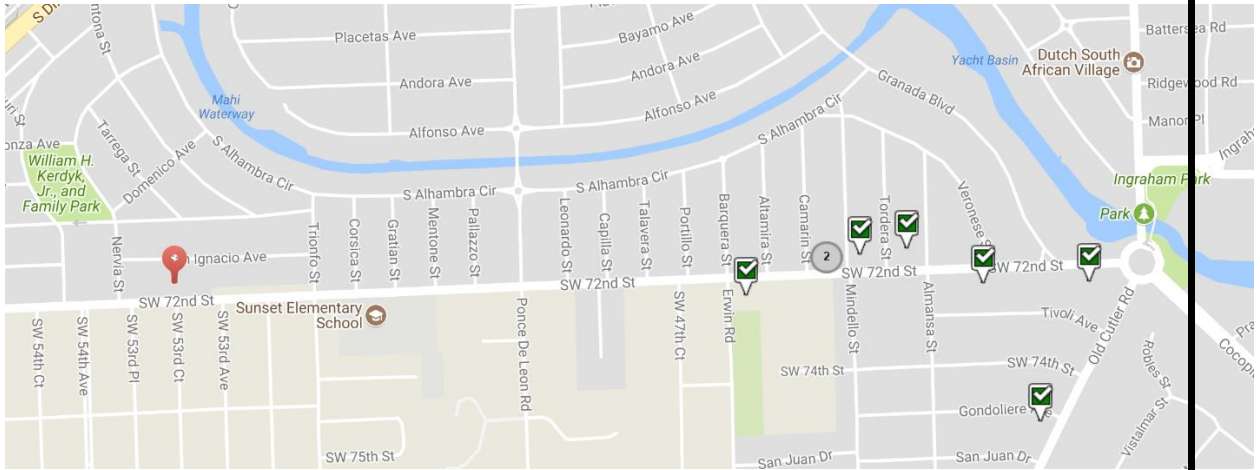 S Di
ntona St
Placetas Ave
Bayamo Ave
Battersea Rd
Yacht Basin
Dutch South
African Village
Andora Ave
Andora Ave
Granada Blvd
Ridgewood Rd
Mahi
Waterway
Alfonso Ave
Alfonso Ave
Manor Pl
uri St
Tarrega St
onza Ave
Domenico Ave
S Alhambra Cir
S Alhambra Cir
S Alhambra Cir
S Alhambra Cir
Ingrah
William H.
Kerdyk,
Jr., and
Family Park
Ingraham Park
Park
Nervia St
Ignacio Ave
Trionfo St
Corsica St
Gratian St
Mentone St
Pallazzo St
Leonardo St
Capilla St
Talavera St
Portillo St
Barquera St
Altamira St
Camarin St
Tordera St
Veronese S
2
SW 72nd St
SW 72nd St
SW 72nd St
SW 72nd St
Sunset Elementary
School
SW 54th Ct
SW 54th Ave
SW 53rd Pl
SW 53rd Ct
SW 53rd Ave
Ponce De Leon Rd
SW 47th Ct
Erwin Rd
Mindello St
Almansa St
Tivoli Ave
Old Cutler Rd
Robles St
Pra
Cocopl
SW 74th St
SW 74th St
Gondoliere
Vistalmar St
SW 75th St
San Juan Dr
San Juan Dr